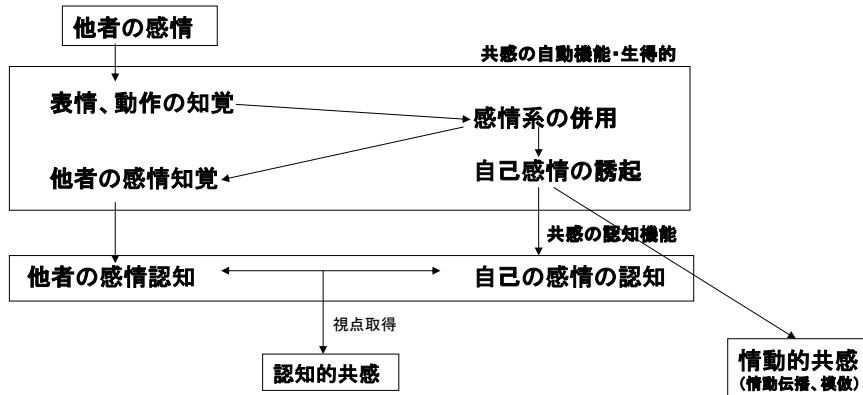 他者の感情
共感の自動機能・生得的
表情、動作の知覚
感情系の併用
他者の感情知覚
自己感情の誘起
共感の認知機能
他者の感情認知
自己の感情の認知
視点取得
認知的共感
情動的共感
(情動伝播、模倣)